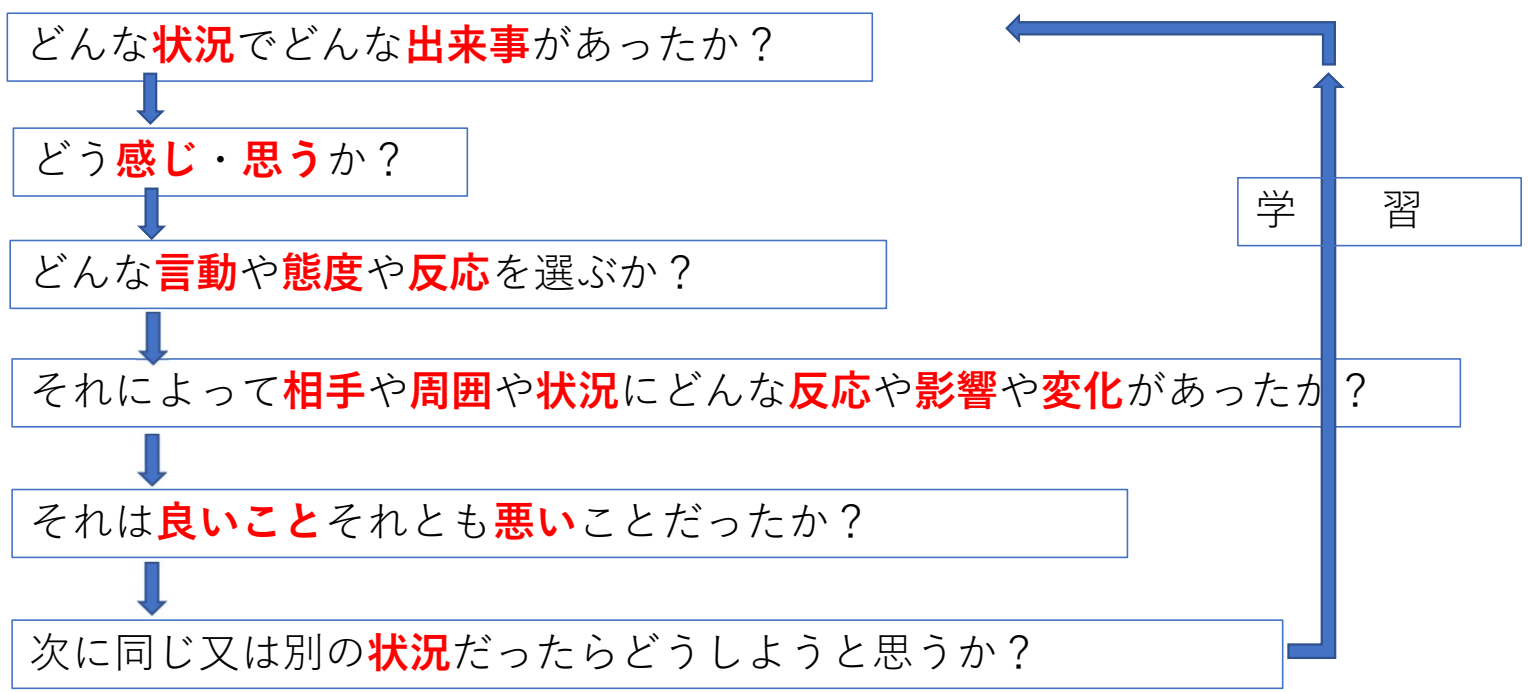 どんな状況でどんな出来事があったか？
どう感じ・思うか？
学　習
どんな言動や態度や反応を選ぶか？
それによって相手や周囲や状況にどんな反応や影響や変化があったか？
それは良いことそれとも悪いことだったか？
次に同じ又は別の状況だったらどうしようと思うか？